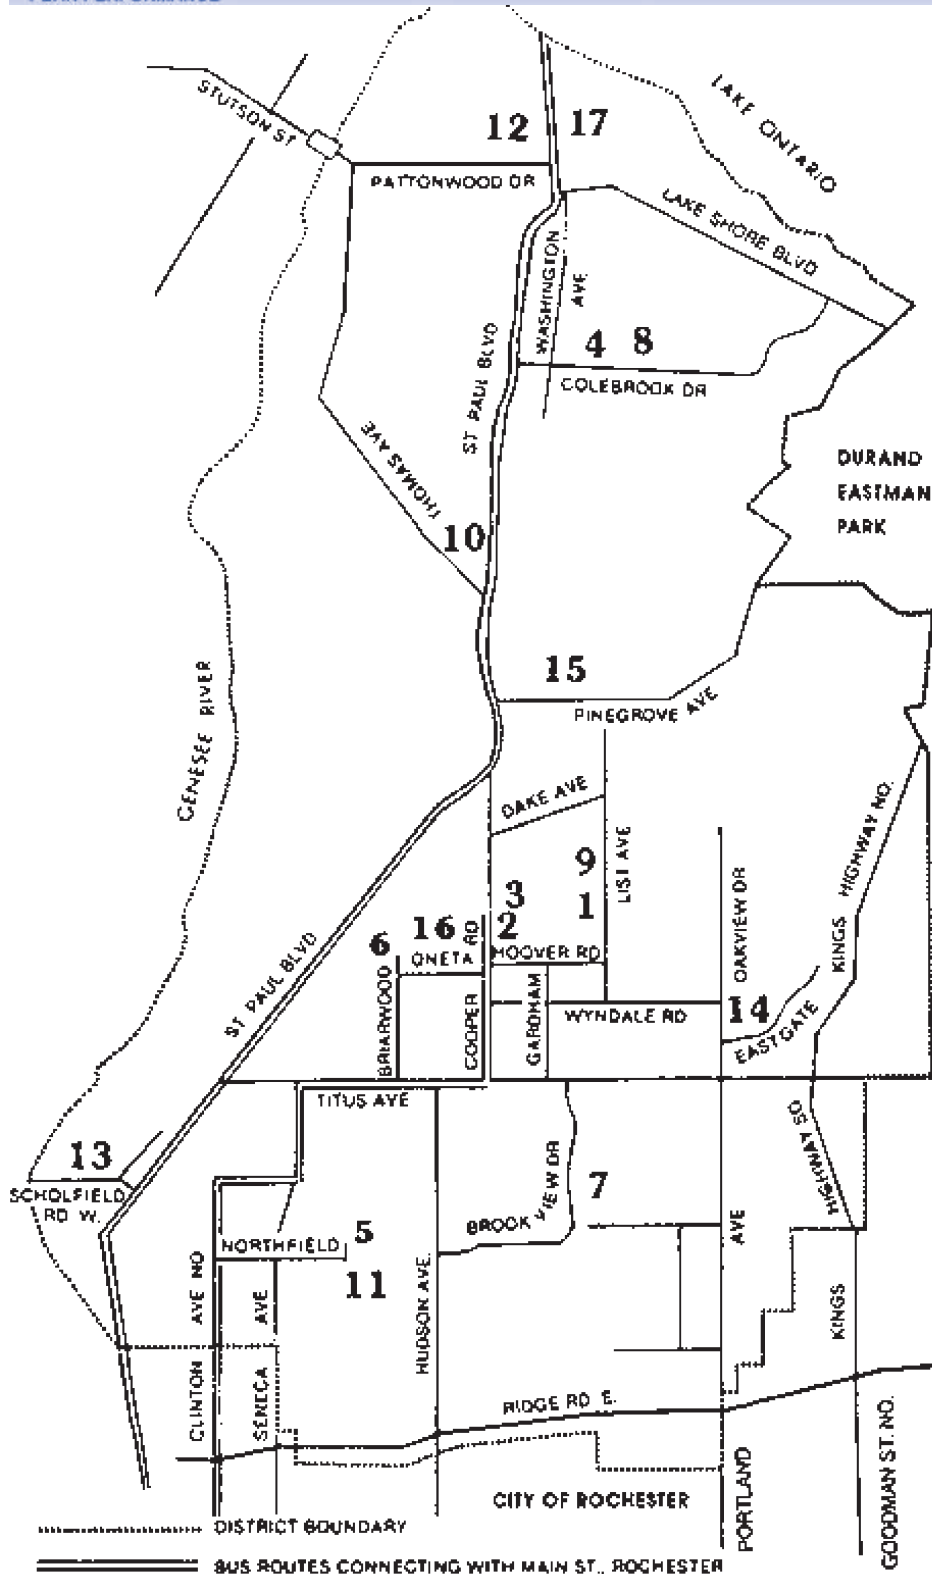 STUTSON ST
12
17
LAKE ONTARIO
PATTONWOOD DR
LAKE SHORE BLVD
WASHINGTON
AVE
4
8
ST PAUL BLVD
COLEBROOK DR
THOMAS AVE
10
DURAND
EASTMAN
PARK
GENESEE RIVER
15
PINEGROVE AVE
OAKE AVE
LIST AVE
9
1
KINGS HIGHWAY NO.
OAKVIEW DR
3
2
16
6
ONETA
RD
HOOVER RD
ST PAUL BLVD
BRIARWOOD
COOPER
GARDHAM
WYNDALE RD
14
EASTGATE
TITUS AVE
HIGHWAY SO
13
SCHOLFIELD
RD W.
BROOK VIEW DR
7
AVE
NORTHFIELD
5
11
CLINTON AVE NO
SENECA AVE
HUDSON AVE.
KINGS
RIDGE RD E.
CITY OF ROCHESTER
PORTLAND
GOODMAN ST. NO.
DISTRICT BOUNDARY
BUS ROUTES CONNECTING WITH MAIN ST., ROCHESTER